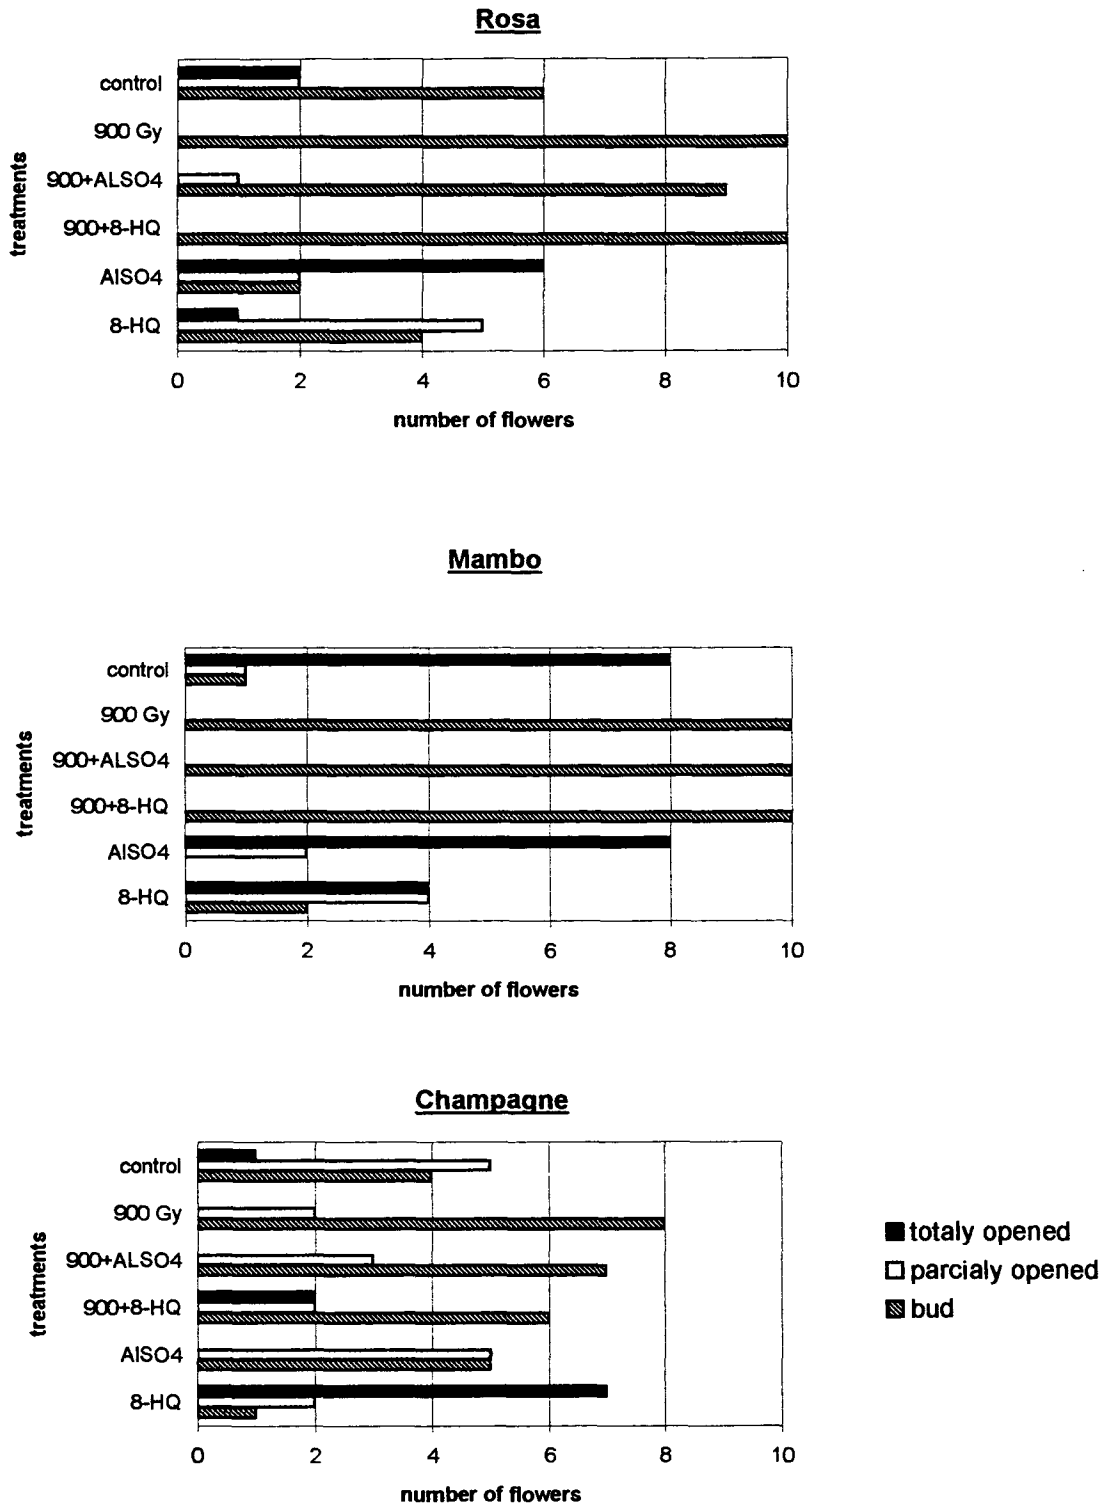 Rosa
control
900 Gy
900+ALSO4
900+8-HQ
AlSO4
8-HQ
treatments
0 2 4 6 8 10
number of flowers
Mambo
control
900 Gy
900+ALSO4
900+8-HQ
AlSO4
8-HQ
treatments
0 2 4 6 8 10
number of flowers
Champagne
control
900 Gy
900+ALSO4
900+8-HQ
AlSO4
8-HQ
treatments
0 2 4 6 8 10
number of flowers
totaly opened
parcialy opened
bud